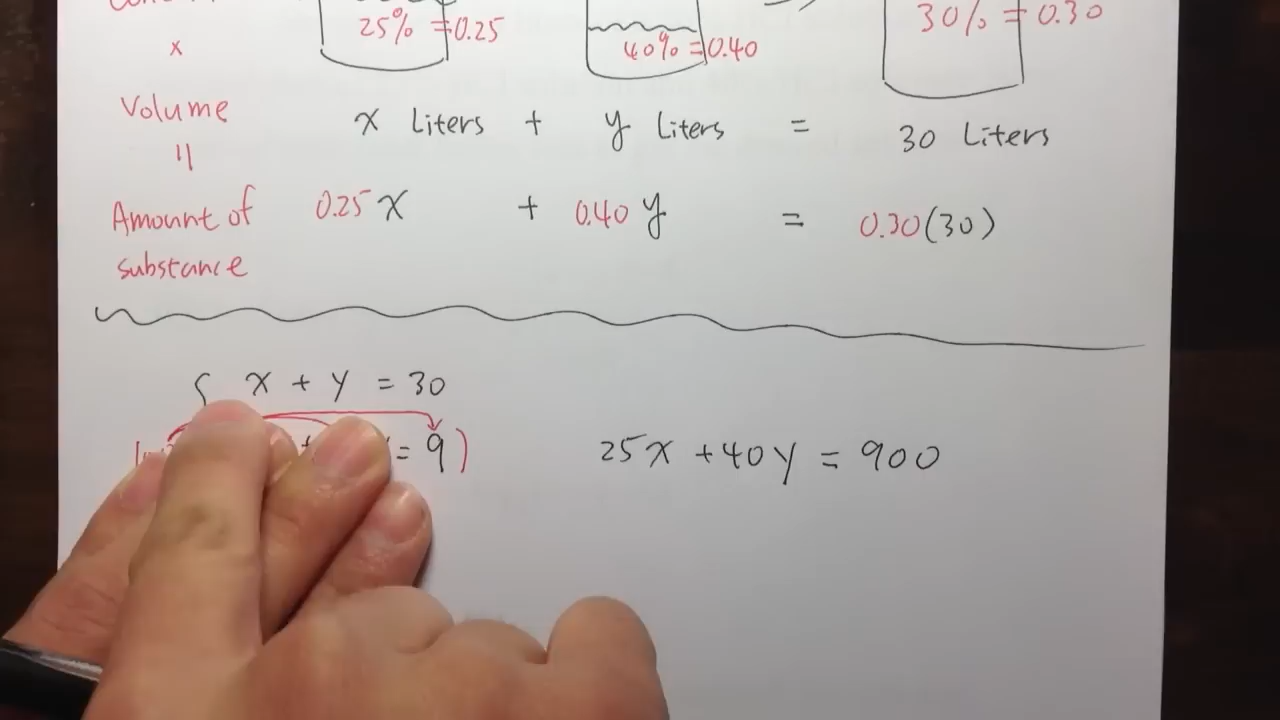 25% = 0.25 40% = 0.40 30% = 0.30
x
Volume x Liters + y Liters = 30 Liters
=
Amount of 0.25x + 0.40y = 0.30(30)
substance
{ x + y = 30
= 9) 25x + 40y = 900